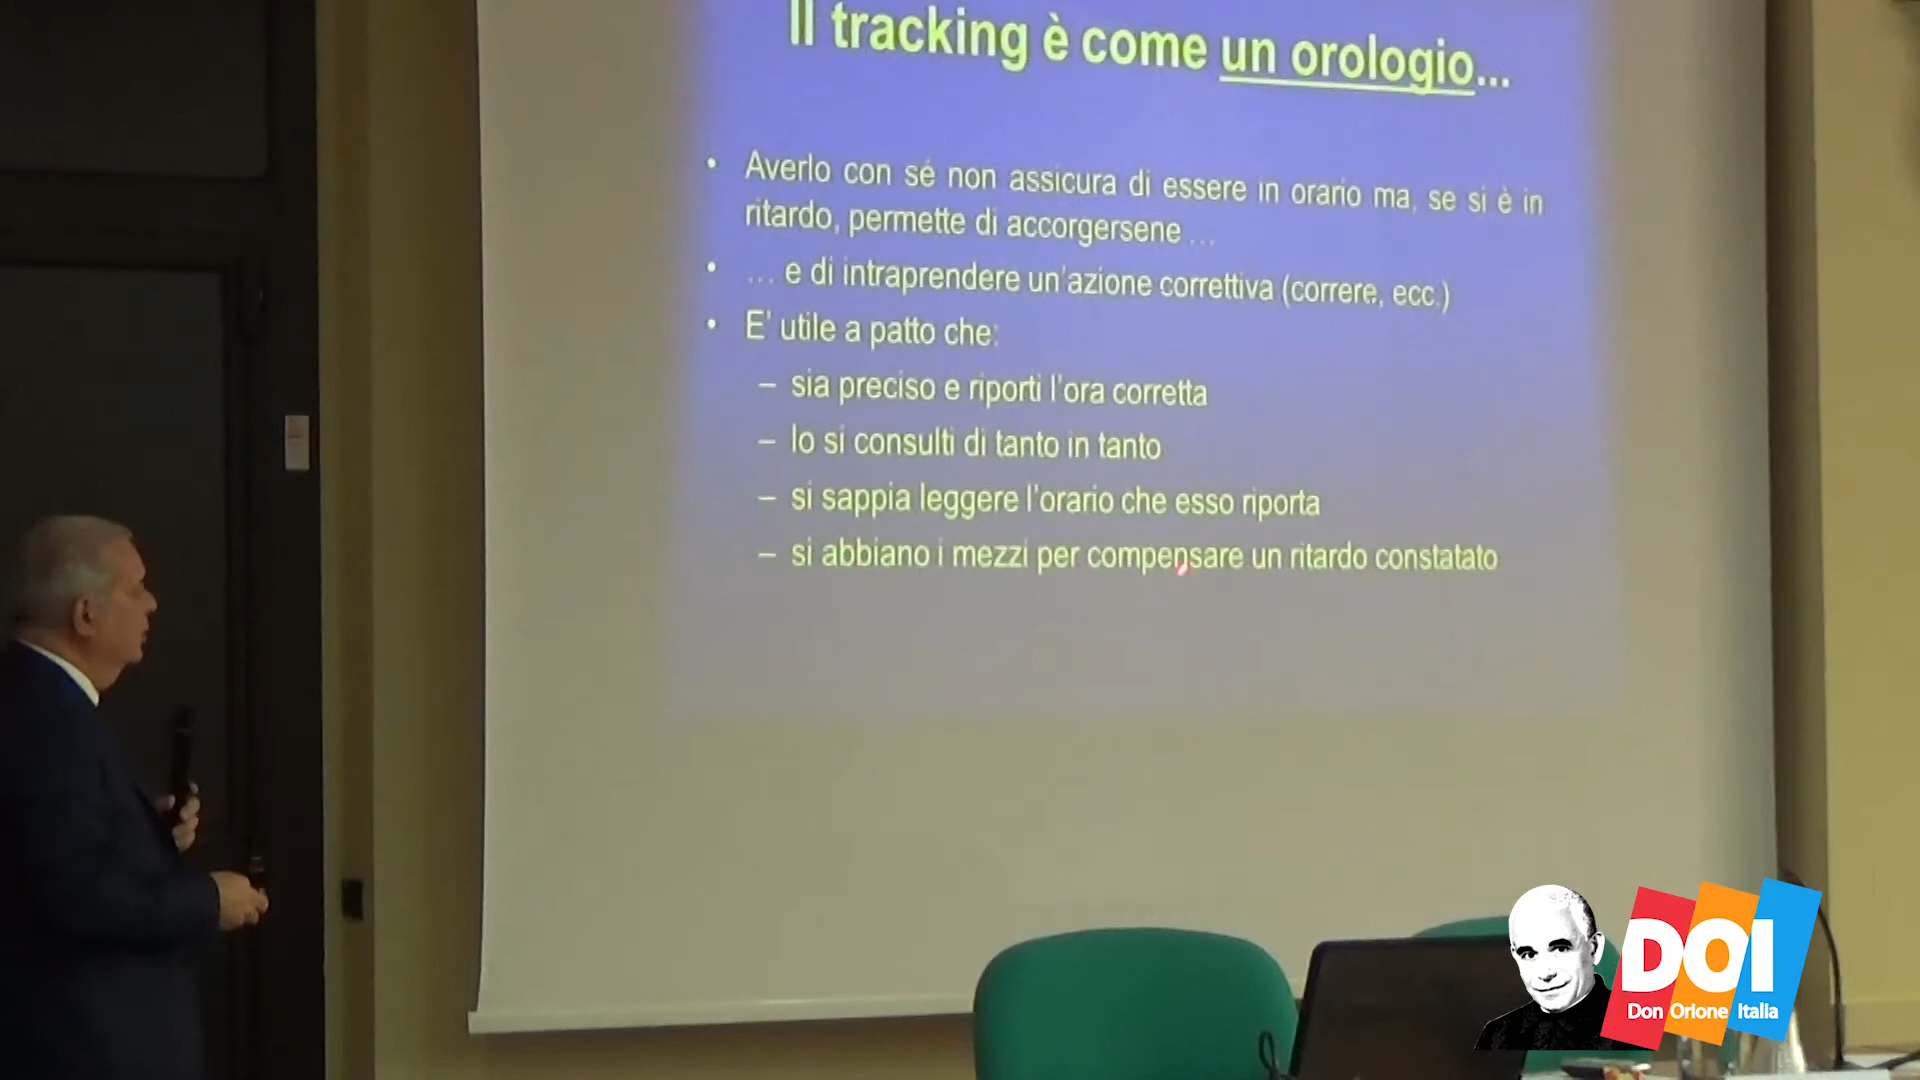 Il tracking è come un orologio...
• Averlo con sé non assicura di essere in orario ma, se si è in
ritardo, permette di accorgersene …
• … e di intraprendere un'azione correttiva (correre, ecc.)
• E' utile a patto che:
– sia preciso e riporti l'ora corretta
– lo si consulti di tanto in tanto
– si sappia leggere l'orario che esso riporta
– si abbiano i mezzi per compensare un ritardo constatato
DOI
Don Orione Italia